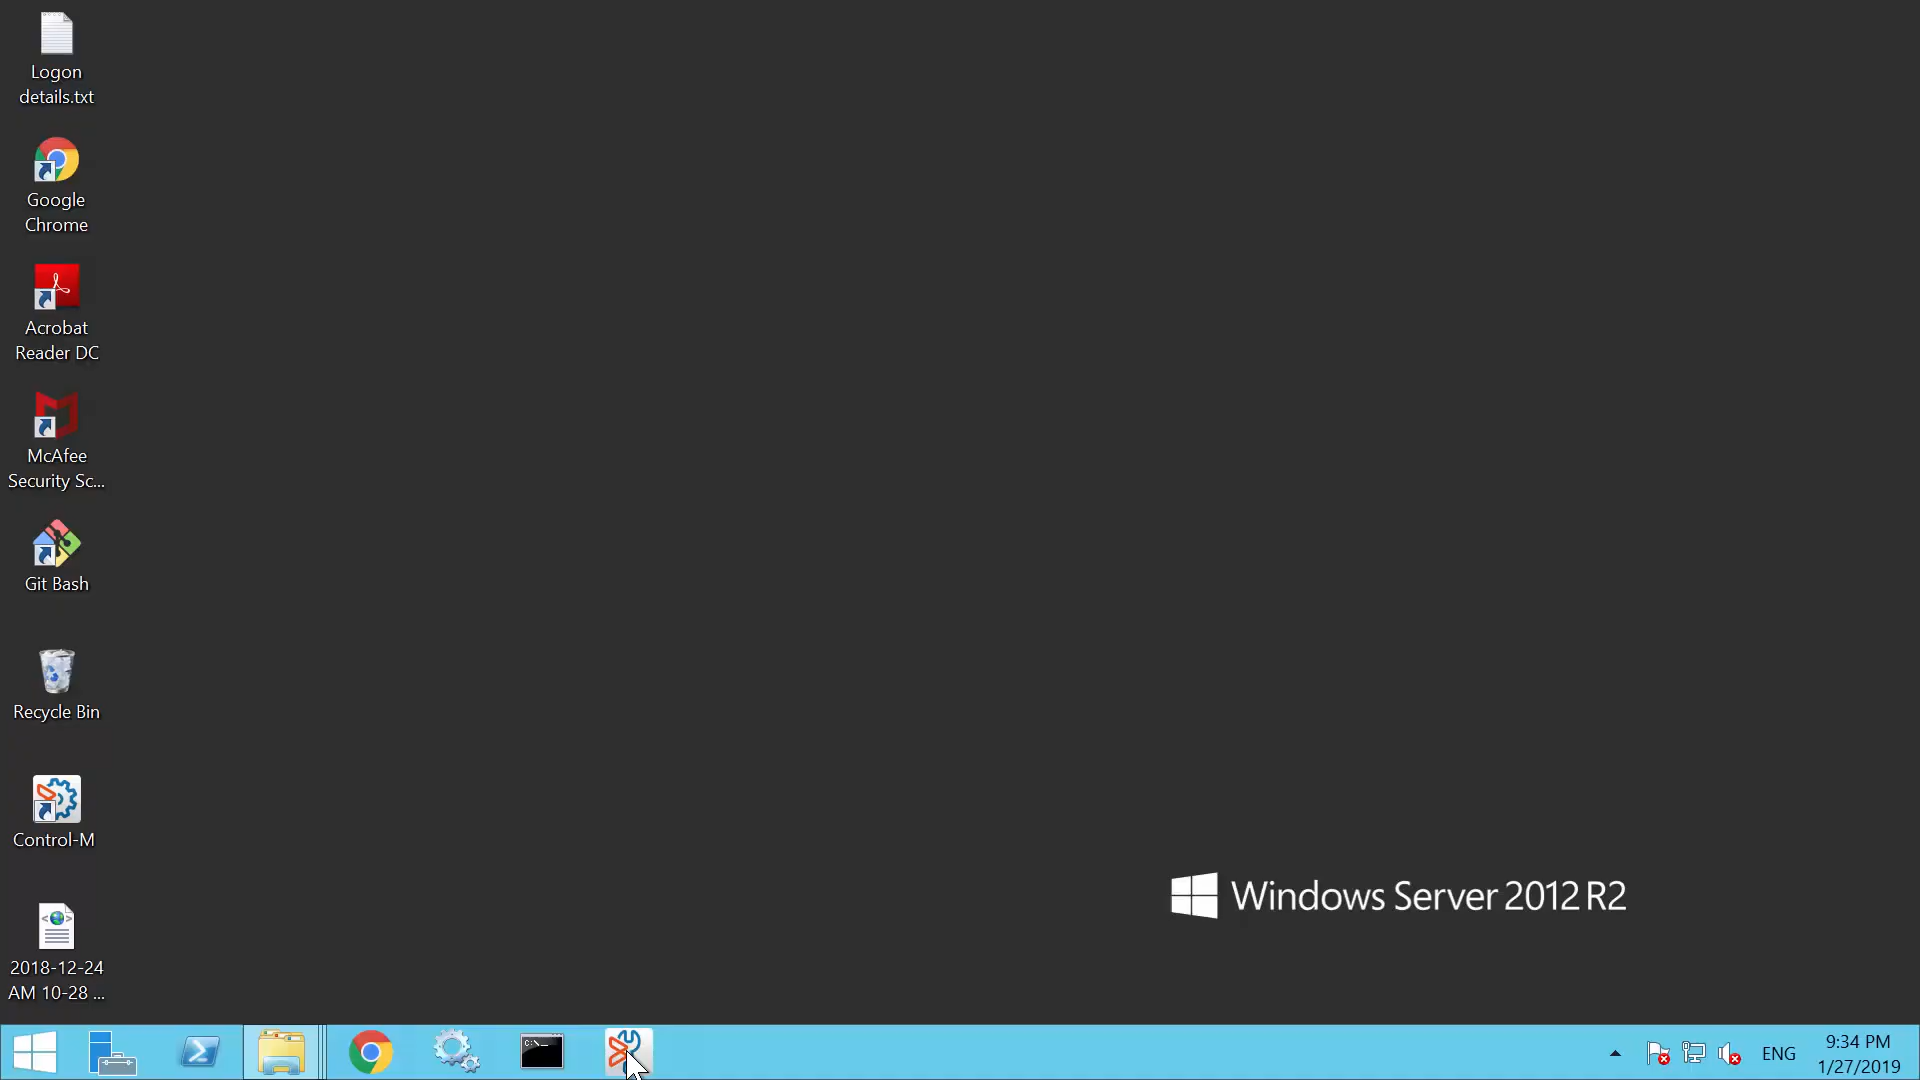 Logon
details.txt
Google
Chrome
Acrobat
Reader DC
McAfee
Security Sc...
Git Bash
Recycle Bin
Control-M
2018-12-24
AM 10-28 ...
Windows Server 2012 R2
C:\._
ENG
9:34 PM
1/27/2019